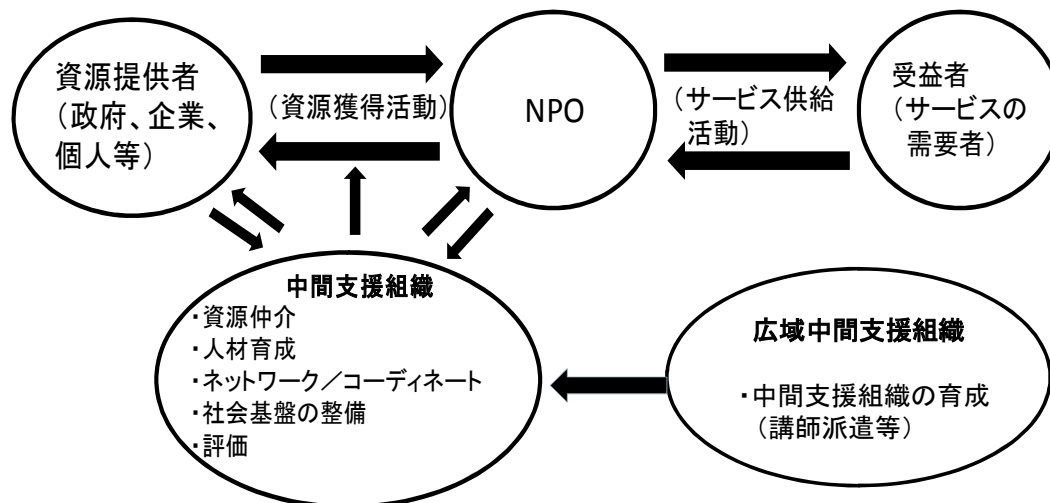 資源提供者
（政府、企業、
個人等）
（資源獲得活動）
NPO
（サービス供給
活動）
受益者
（サービスの
需要者）
中間支援組織
・資源仲介
・人材育成
・ネットワーク／コーディネート
・社会基盤の整備
・評価
広域中間支援組織
・中間支援組織の育成
（講師派遣等）